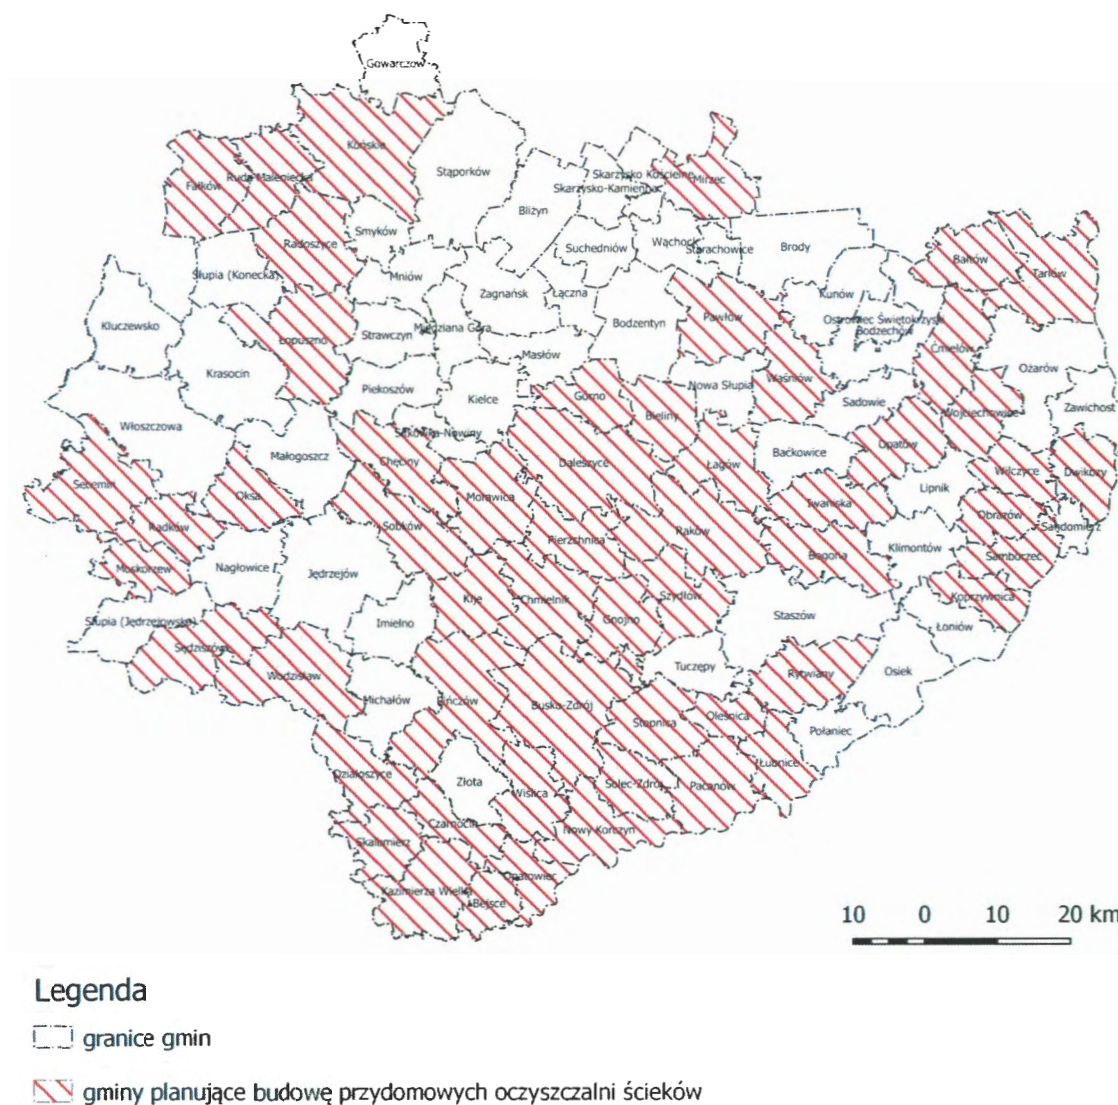 Gowarczów
Końskie
Stąporków
Skarżysko Kościelne
Mirzec
Ruda Maleniecka
Fałków
Skarżysko-Kamienna
Bliżyn
Smyków
Radoszyce
Suchedniów
Wąchock
Starachowice
Brody
Bałtów
Tarłów
Słupia (Konecka)
Mniów
Zagnańsk
Łączna
Kunów
Kluczewsko
Łopuszno
Strawczyn
Miedziana Góra
Bodzentyn
Pawłów
Ostrowiec Świętokrzyski
Bodzechów
Ćmielów
Masłów
Ożarów
Krasocin
Piekoszów
Kielce
Górno
Nowa Słupia
Waśniów
Sadowie
Zawichost
Włoszczowa
Sitkówka-Nowiny
Bieliny
Wojciechowice
Małogoszcz
Chęciny
Daleszyce
Łagów
Baćkowice
Opatów
Wilczyce
Dwikozy
Secemin
Oksa
Morawica
Lipnik
Iwaniska
Obrazów
Radków
Sobków
Pierzchnica
Raków
Sandomierz
Moskorzew
Nagłowice
Jędrzejów
Bogoria
Klimontów
Samborzec
Kije
Chmielnik
Szydłów
Koprzywnica
Słupia (Jędrzejowska)
Imielno
Gnojno
Staszów
Łoniów
Sędziszów
Wodzisław
Tuczępy
Rytwiany
Osiek
Michałów
Pińczów
Busko-Zdrój
Stopnica
Oleśnica
Połaniec
Działoszyce
Złota
Wiślica
Solec-Zdrój
Pacanów
Łubnice
Czarnocin
Nowy Korczyn
Skalbmierz
Opatowiec
Kazimierza Wielka
Bejsce
10 0 10 20 km
Legenda
granice gmin
gminy planujące budowę przydomowych oczyszczalni ścieków